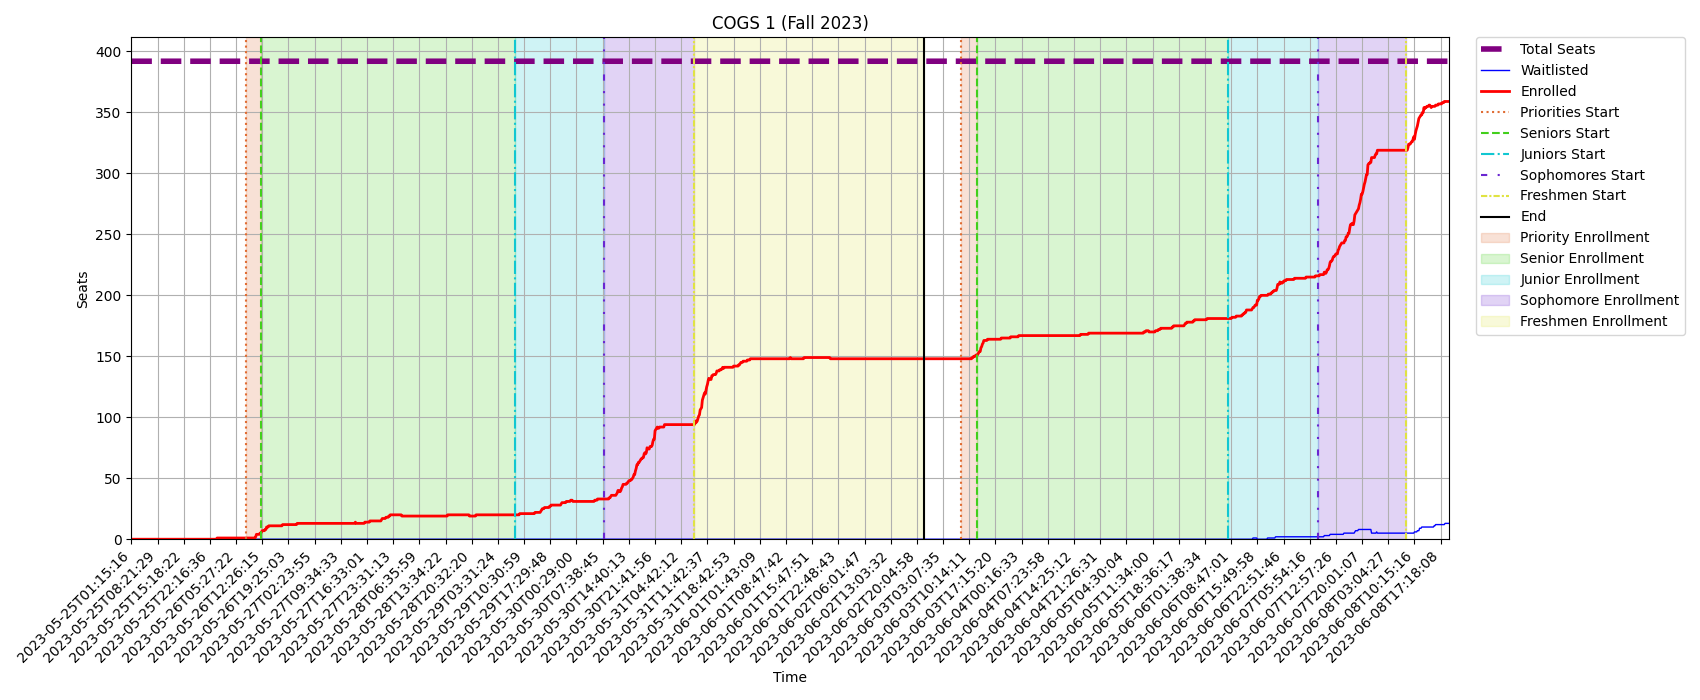 COGS 1 (Fall 2023)
400
350
300
250
200
150
100
50
0
Seats
2023-05-25T01:15:16
2023-05-25T08:21:29
2023-05-25T15:18:22
2023-05-25T22:16:36
2023-05-26T05:27:22
2023-05-26T12:26:15
2023-05-26T19:25:03
2023-05-27T02:23:55
2023-05-27T09:34:33
2023-05-27T16:33:01
2023-05-27T23:31:13
2023-05-28T06:35:59
2023-05-28T13:34:22
2023-05-28T20:32:20
2023-05-29T03:31:24
2023-05-29T10:30:59
2023-05-29T17:29:48
2023-05-30T00:29:00
2023-05-30T07:38:45
2023-05-30T14:40:13
2023-05-30T21:41:56
2023-05-31T04:42:12
2023-05-31T11:42:37
2023-05-31T18:42:53
2023-06-01T01:43:09
2023-06-01T08:47:42
2023-06-01T15:47:51
2023-06-01T22:48:43
2023-06-02T06:01:47
2023-06-02T13:03:32
2023-06-02T20:04:58
2023-06-03T03:07:35
2023-06-03T10:14:11
2023-06-03T17:15:20
2023-06-04T00:16:33
2023-06-04T07:23:58
2023-06-04T14:25:12
2023-06-04T21:26:31
2023-06-05T04:30:04
2023-06-05T11:34:00
2023-06-05T18:36:17
2023-06-06T01:38:34
2023-06-06T08:47:01
2023-06-06T15:49:58
2023-06-06T22:51:46
2023-06-07T05:54:16
2023-06-07T12:57:26
2023-06-07T20:01:07
2023-06-08T03:04:27
2023-06-08T10:15:16
2023-06-08T17:18:08
Time
Total Seats
Waitlisted
Enrolled
Priorities Start
Seniors Start
Juniors Start
Sophomores Start
Freshmen Start
End
Priority Enrollment
Senior Enrollment
Junior Enrollment
Sophomore Enrollment
Freshmen Enrollment